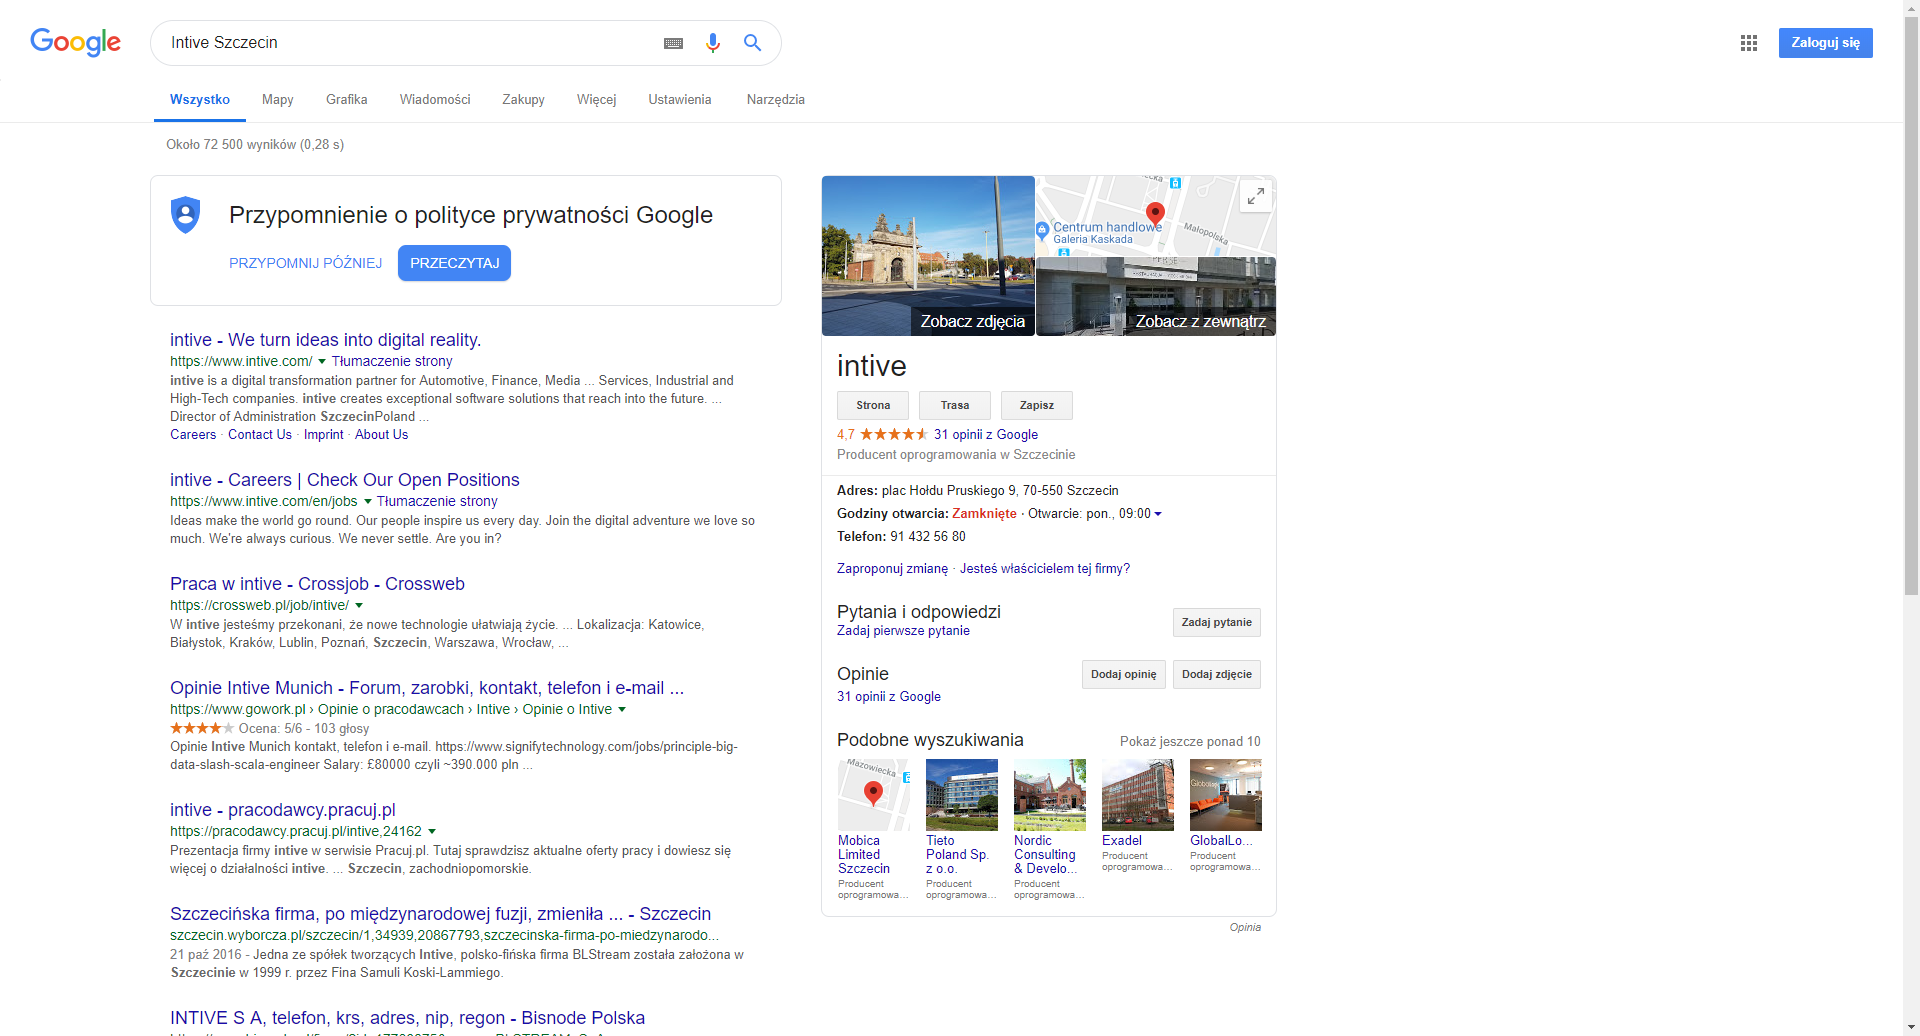 Google
Intive Szczecin
Zaloguj się
Wszystko Mapy Grafika Wiadomości Zakupy Więcej Ustawienia Narzędzia
Około 72 500 wyników (0,28 s)
Przypomnienie o polityce prywatności Google
PRZYPOMNIJ PÓŹNIEJ PRZECZYTAJ
intive - We turn ideas into digital reality.
https://www.intive.com/ Tłumaczenie strony
intive is a digital transformation partner for Automotive, Finance, Media ... Services, Industrial and
High-Tech companies. intive creates exceptional software solutions that reach into the future. ...
Director of Administration SzczecinPoland ...
Careers · Contact Us · Imprint · About Us
intive - Careers | Check Our Open Positions
https://www.intive.com/en/jobs Tłumaczenie strony
Ideas make the world go round. Our people inspire us every day. Join the digital adventure we love so
much. We're always curious. We never settle. Are you in?
Praca w intive - Crossjob - Crossweb
https://crossweb.pl/job/intive/
W intive jesteśmy przekonani, że nowe technologie ułatwiają życie. ... Lokalizacja: Katowice,
Białystok, Kraków, Lublin, Poznań, Szczecin, Warszawa, Wrocław, ...
Opinie Intive Munich - Forum, zarobki, kontakt, telefon i e-mail ...
https://www.gowork.pl › Opinie o pracodawcach › Intive › Opinie o Intive
Ocena: 5/6 - 103 głosy
Opinie Intive Munich kontakt, telefon i e-mail. https://www.signifytechnology.com/jobs/principle-big-
data-slash-scala-engineer Salary: £80000 czyli ~390.000 pln ...
intive - pracodawcy.pracuj.pl
https://pracodawcy.pracuj.pl/intive,24162
Prezentacja firmy intive w serwisie Pracuj.pl. Tutaj sprawdzisz aktualne oferty pracy i dowiesz się
więcej o działalności intive. ... Szczecin, zachodniopomorskie.
Szczecińska firma, po międzynarodowej fuzji, zmieniła ... - Szczecin
szczecin.wyborcza.pl/szczecin/1,34939,20867793,szczecinska-firma-po-miedzynarodo...
21 paź 2016 - Jedna ze spółek tworzących Intive, polsko-fińska firma BLStream została założona w
Szczecinie w 1999 r. przez Fina Samuli Koski-Lammiego.
INTIVE S A, telefon, krs, adres, nip, regon - Bisnode Polska
Centrum handlowe
Galeria Kaskada
Małopolska
Zobacz zdjęcia
Zobacz z zewnątrz
intive
Strona Trasa Zapisz
4,7 31 opinii z Google
Producent oprogramowania w Szczecinie
Adres: plac Hołdu Pruskiego 9, 70-550 Szczecin
Godziny otwarcia: Zamknięte · Otwarcie: pon., 09:00
Telefon: 91 432 56 80
Zaproponuj zmianę · Jesteś właścicielem tej firmy?
Pytania i odpowiedzi
Zadaj pierwsze pytanie
Zadaj pytanie
Opinie
31 opinii z Google
Dodaj opinię Dodaj zdjęcie
Podobne wyszukiwania Pokaż jeszcze ponad 10
Mazowiecka
Mobica
Limited
Szczecin
Producent
oprogramowa...
Tieto
Poland Sp.
z o.o.
Producent
oprogramowa...
Nordic
Consulting
& Develo...
Producent
oprogramowa...
Exadel
Producent
oprogramowa...
GlobalLo...
Producent
oprogramowa...
Opinia